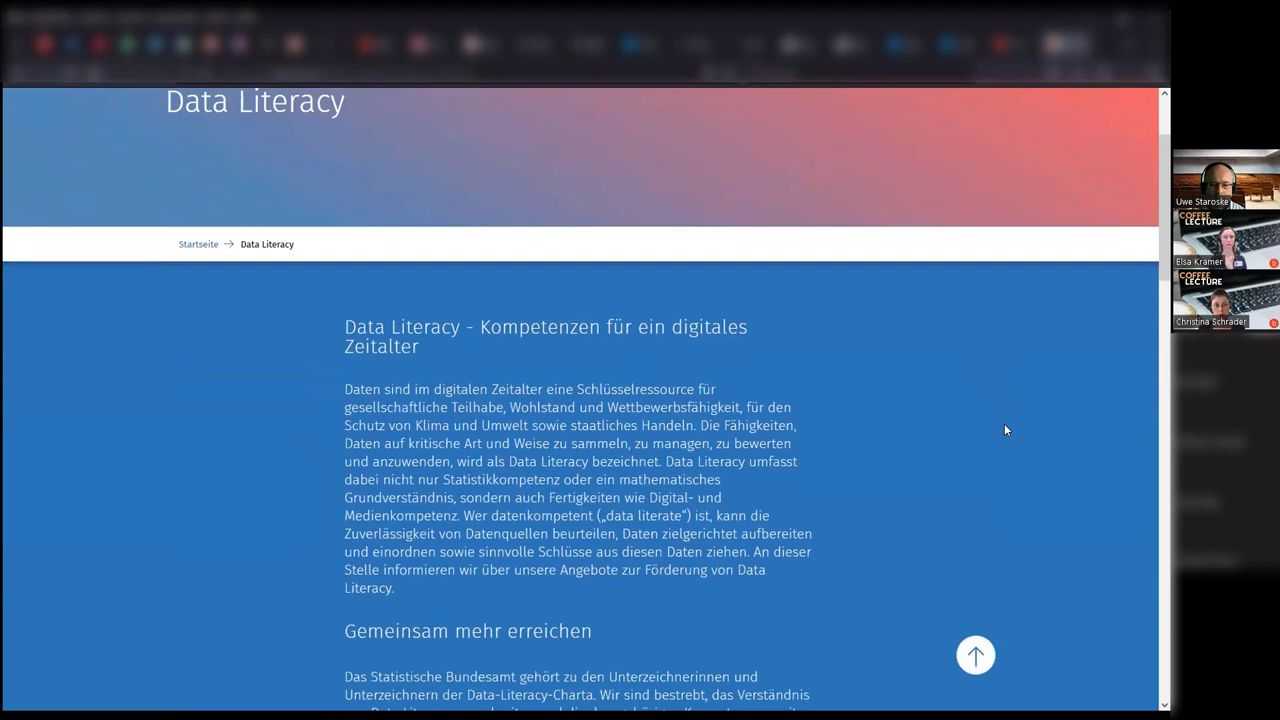 Data Literacy
Startseite → Data Literacy
Data Literacy - Kompetenzen für ein digitales
Zeitalter
Daten sind im digitalen Zeitalter eine Schlüsselressource für
gesellschaftliche Teilhabe, Wohlstand und Wettbewerbsfähigkeit, für den
Schutz von Klima und Umwelt sowie staatliches Handeln. Die Fähigkeiten,
Daten auf kritische Art und Weise zu sammeln, zu managen, zu bewerten
und anzuwenden, wird als Data Literacy bezeichnet. Data Literacy umfasst
dabei nicht nur Statistikkompetenz oder ein mathematisches
Grundverständnis, sondern auch Fertigkeiten wie Digital- und
Medienkompetenz. Wer datenkompetent („data literate“) ist, kann die
Zuverlässigkeit von Datenquellen beurteilen, Daten zielgerichtet aufbereiten
und einordnen sowie sinnvolle Schlüsse aus diesen Daten ziehen. An dieser
Stelle informieren wir über unsere Angebote zur Förderung von Data
Literacy.
Gemeinsam mehr erreichen
Das Statistische Bundesamt gehört zu den Unterzeichnerinnen und
Unterzeichnern der Data-Literacy-Charta. Wir sind bestrebt, das Verständnis
Uwe Staroske
COFFEE
LECTURE
Elsa Kramer
COFFEE
LECTURE
Christina Schrader